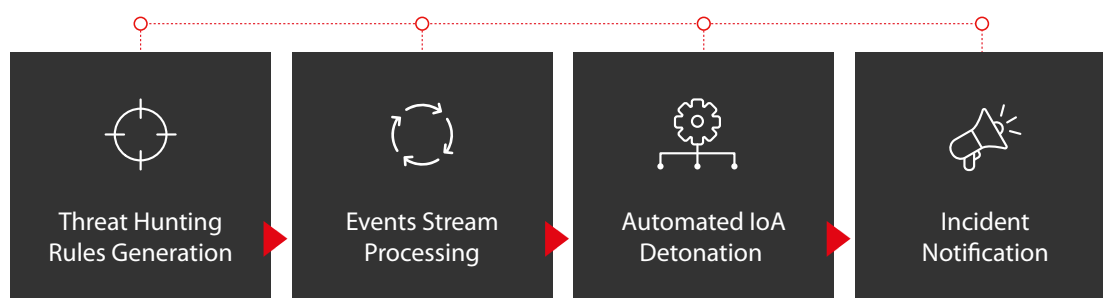 Threat Hunting
Rules Generation
Events Stream
Processing
Automated IoA
Detonation
Incident
Notification